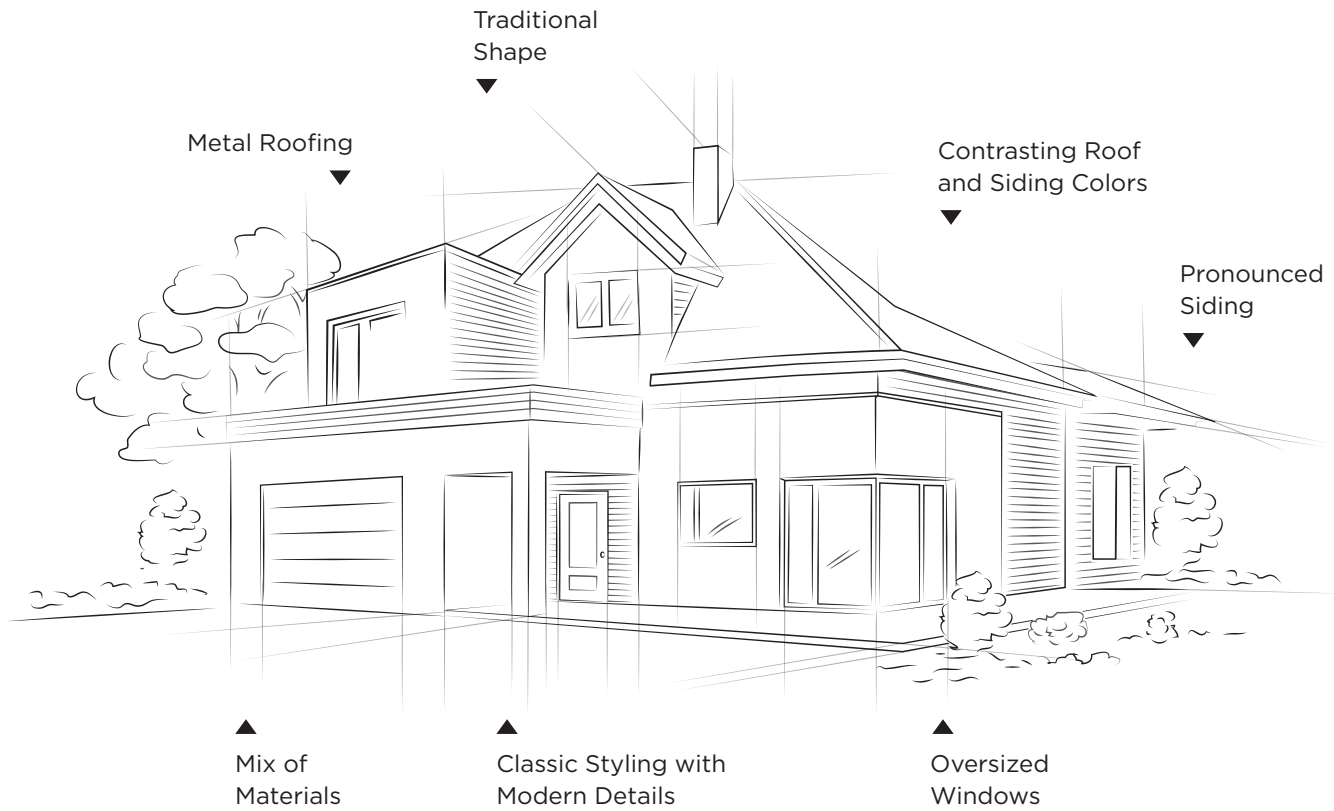 Traditional
Shape
Metal Roofing
Contrasting Roof
and Siding Colors
Pronounced
Siding
Mix of
Materials
Classic Styling with
Modern Details
Oversized
Windows